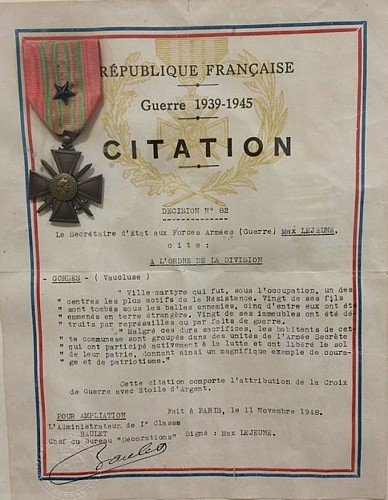 RÉPUBLIQUE FRANÇAISE
Guerre 1939-1945
CITATION
DECISION N° 82
Le Secrétaire d'Etat aux Forces Armées (Guerre) Max LEJEUNE,
cite :
A L'ORDRE DE LA DIVISION
- GORDES - ( Vaucluse )
" Ville martyre qui fut, sous l'occupation, un des
" centres les plus actifs de la Résistance. Vingt de ses fils
" sont tombés sous les balles ennemies, cinq d'entre eux ont été
" emmenés en terre étrangère. Vingt de ses immeubles ont été dé-
" truits par représailles ou par faits de guerre.
" Malgré ces durs sacrifices, les habitants de cet-
" te commune se sont groupés dans des unités de l'Armée Secrète
" qui ont participé activement à la lutte et ont libéré le sol
" de leur patrie, donnant ainsi un magnifique exemple de coura-
" ge et de patriotisme."
Cette citation comporte l'attribution de la Croix
de Guerre avec Etoile d'Argent.
POUR AMPLIATION
Fait à PARIS, le 11 Novembre 1948.
L'Administrateur de Iº Classe
BAULET
Chef du Bureau "Décorations"
Signé : Max LEJEUNE.
Baulet